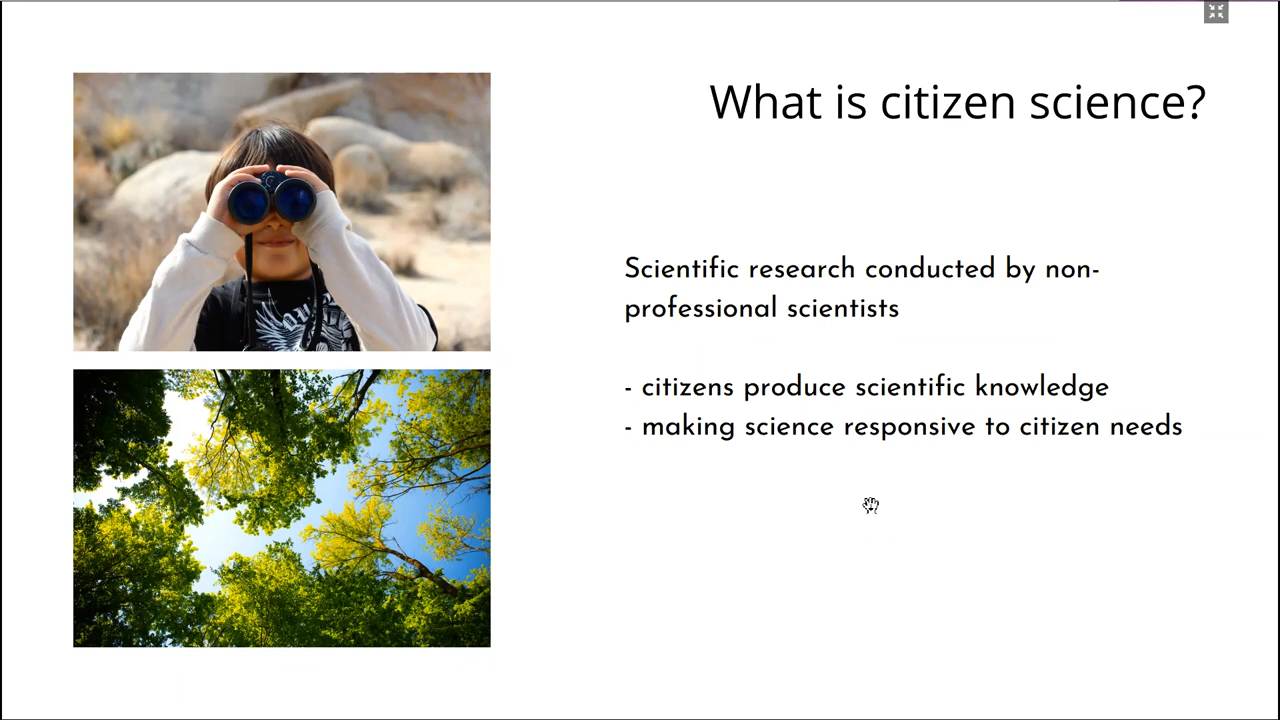 What is citizen science?
Scientific research conducted by non-
professional scientists
- citizens produce scientific knowledge
- making science responsive to citizen needs